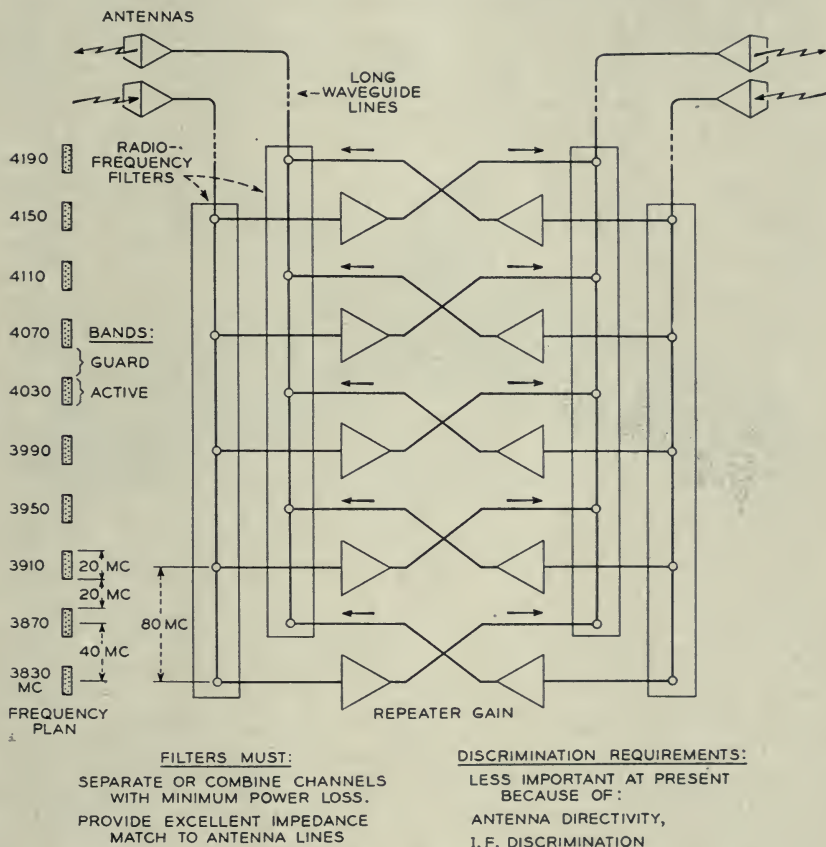 ANTENNAS
LONG
WAVEGUIDE
LINES
RADIO-
FREQUENCY
FILTERS
4190
4150
4110
4070
BANDS:
GUARD
4030
ACTIVE
3990
3950
3910
20 MC
20 MC
3870
80 MC
40 MC
3830
MC
FREQUENCY
PLAN
REPEATER GAIN
FILTERS MUST:
SEPARATE OR COMBINE CHANNELS
WITH MINIMUM POWER LOSS.
PROVIDE EXCELLENT IMPEDANCE
MATCH TO ANTENNA LINES
DISCRIMINATION REQUIREMENTS:
LESS IMPORTANT AT PRESENT
BECAUSE OF:
ANTENNA DIRECTIVITY,
I.F. DISCRIMINATION